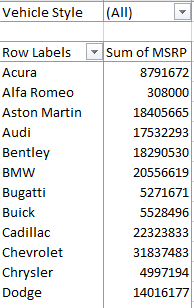 Vehicle Style (All)
Row Labels Sum of MSRP
Acura 8791672
Alfa Romeo 308000
Aston Martin 18405665
Audi 17532293
Bentley 18290530
BMW 20556619
Bugatti 5271671
Buick 5528496
Cadillac 22323833
Chevrolet 31837483
Chrysler 4997194
Dodge 14016177